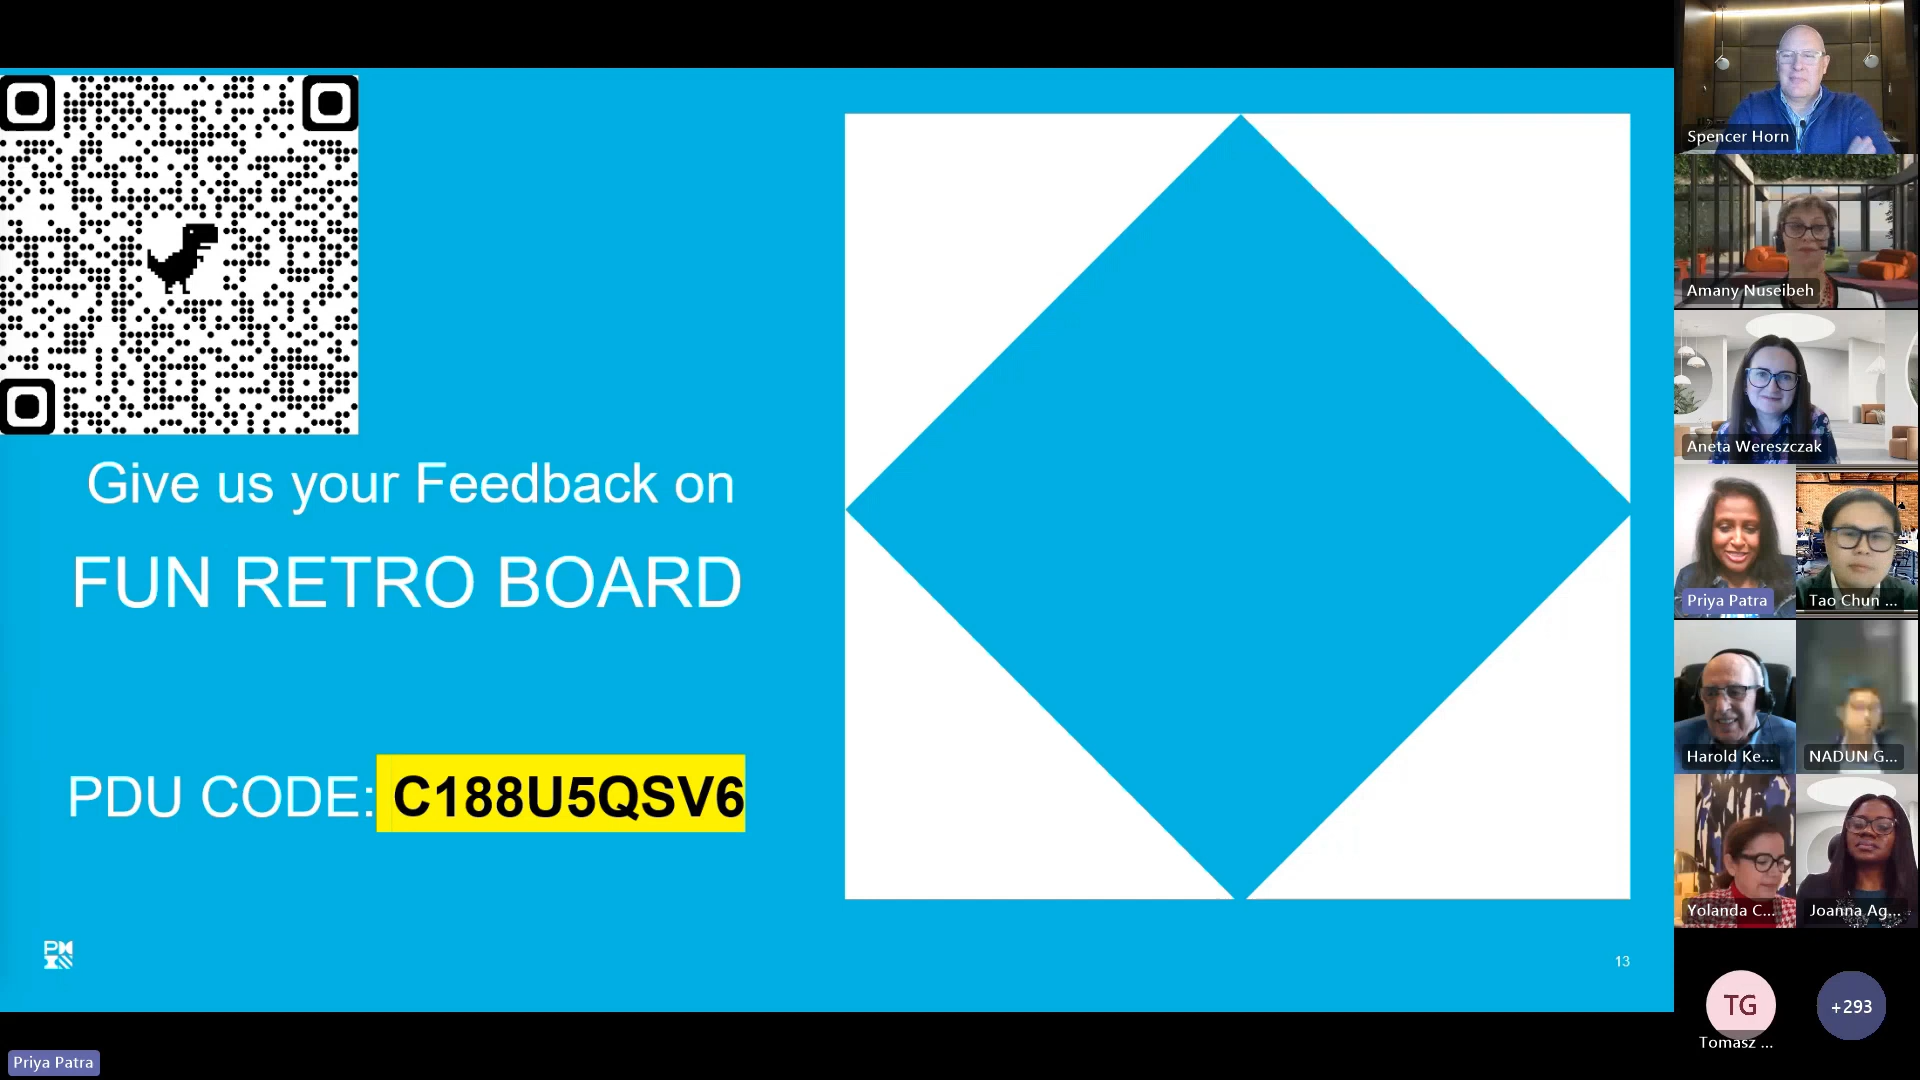 Give us your Feedback on
FUN RETRO BOARD
PDU CODE: C188U5QSV6
PMI
13
Priya Patra
Spencer Horn
Amany Nuseibeh
Aneta Wereszczak
Priya Patra
Tao Chun ...
Harold Ke...
NADUN G...
Yolanda C...
Joanna Ag...
TG
Tomasz ...
+293